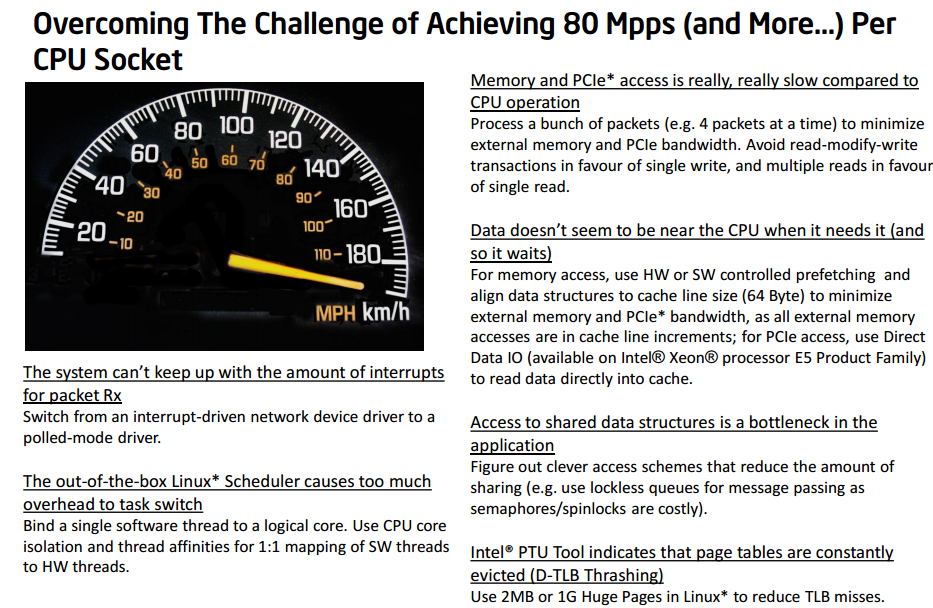 Overcoming The Challenge of Achieving 80 Mpps (and More…) Per
CPU Socket
20
40
60
80
100
120
140
160
180
10
20
30
40
50
60
70
80
90
100
110
MPH km/h
The system can't keep up with the amount of interrupts
for packet Rx
Switch from an interrupt-driven network device driver to a
polled-mode driver.
The out-of-the-box Linux* Scheduler causes too much
overhead to task switch
Bind a single software thread to a logical core. Use CPU core
isolation and thread affinities for 1:1 mapping of SW threads
to HW threads.
Memory and PCIe* access is really, really slow compared to
CPU operation
Process a bunch of packets (e.g. 4 packets at a time) to minimize
external memory and PCIe bandwidth. Avoid read-modify-write
transactions in favour of single write, and multiple reads in favour
of single read.
Data doesn't seem to be near the CPU when it needs it (and
so it waits)
For memory access, use HW or SW controlled prefetching and
align data structures to cache line size (64 Byte) to minimize
external memory and PCIe* bandwidth, as all external memory
accesses are in cache line increments; for PCIe access, use Direct
Data IO (available on Intel® Xeon® processor E5 Product Family)
to read data directly into cache.
Access to shared data structures is a bottleneck in the
application
Figure out clever access schemes that reduce the amount of
sharing (e.g. use lockless queues for message passing as
semaphores/spinlocks are costly).
Intel® PTU Tool indicates that page tables are constantly
evicted (D-TLB Thrashing)
Use 2MB or 1G Huge Pages in Linux* to reduce TLB misses.